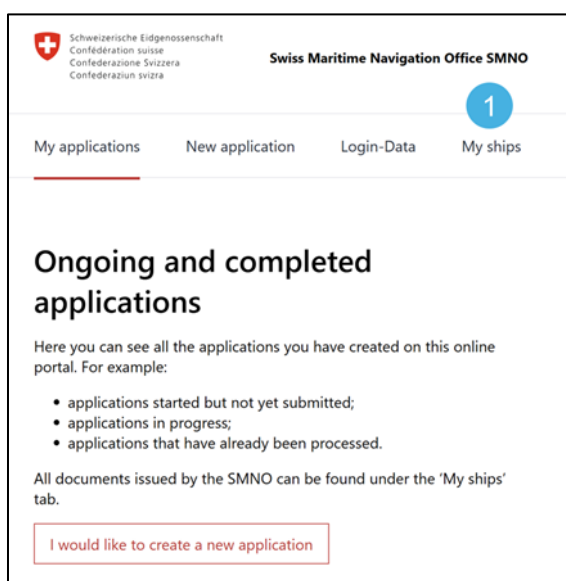 Schweizerische Eidgenossenschaft
Confédération suisse
Confederazione Svizzera
Confederaziun svizra
Swiss Maritime Navigation Office SMNO
1
My applications New application Login-Data My ships
Ongoing and completed
applications
Here you can see all the applications you have created on this online
portal. For example:
• applications started but not yet submitted;
• applications in progress;
• applications that have already been processed.
All documents issued by the SMNO can be found under the ‘My ships’
tab.
I would like to create a new application